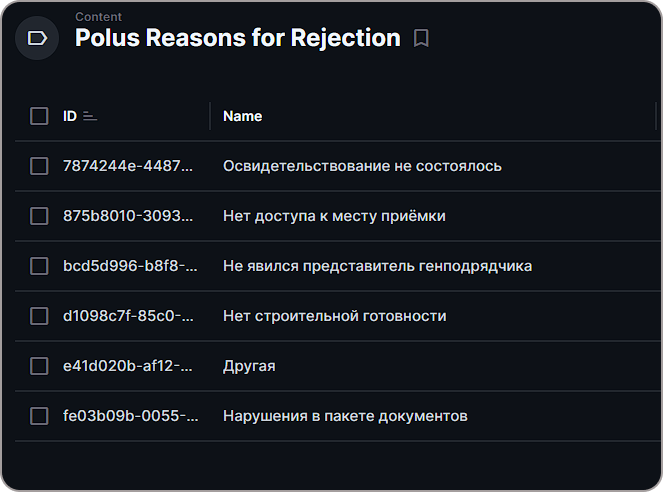 Content
Polus Reasons for Rejection
ID Name
7874244e-4487... Освидетельствование не состоялось
875b8010-3093... Нет доступа к месту приёмки
bcd5d996-b8f8-... Не явился представитель генподрядчика
d1098c7f-85c0-... Нет строительной готовности
e41d020b-af12-... Другая
fe03b09b-0055-... Нарушения в пакете документов